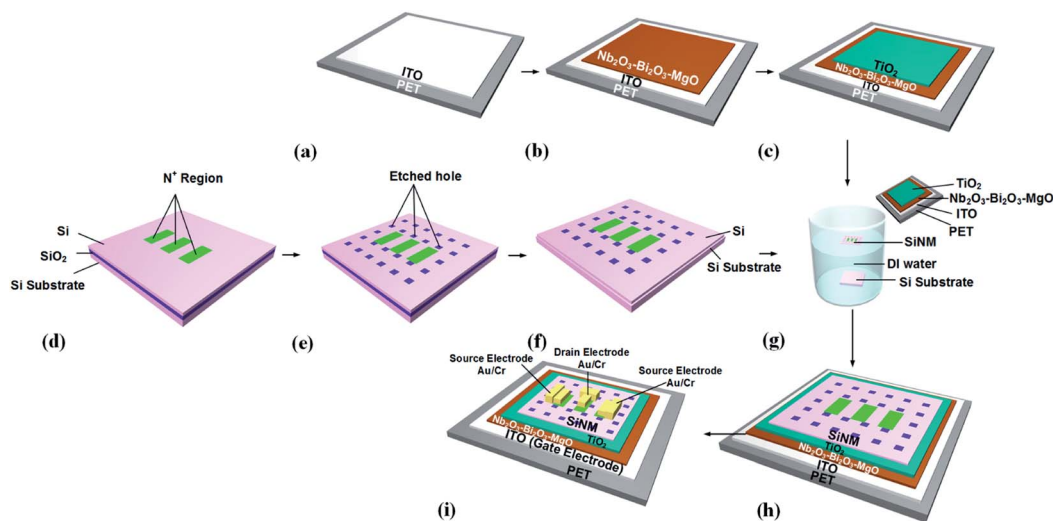 ITO
PET
(a)
Nb₂O₃-Bi₂O₃-MgO
ITO
PET
(b)
TiO₂
Nb₂O₃-Bi₂O₃-MgO
ITO
PET
(c)
N⁺ Region
Si
SiO₂
Si Substrate
(d)
Etched hole
(e)
Si
Si Substrate
(f)
TiO₂
Nb₂O₃-Bi₂O₃-MgO
ITO
PET
SiNM
DI water
Si Substrate
(g)
SiNM
TiO₂
Nb₂O₃-Bi₂O₃-MgO
ITO
PET
(h)
Source Electrode
Au/Cr
Drain Electrode
Au/Cr
Source Electrode
Au/Cr
SiNM
TiO₂
Nb₂O₃-Bi₂O₃-MgO
ITO (Gate Electrode)
PET
(i)